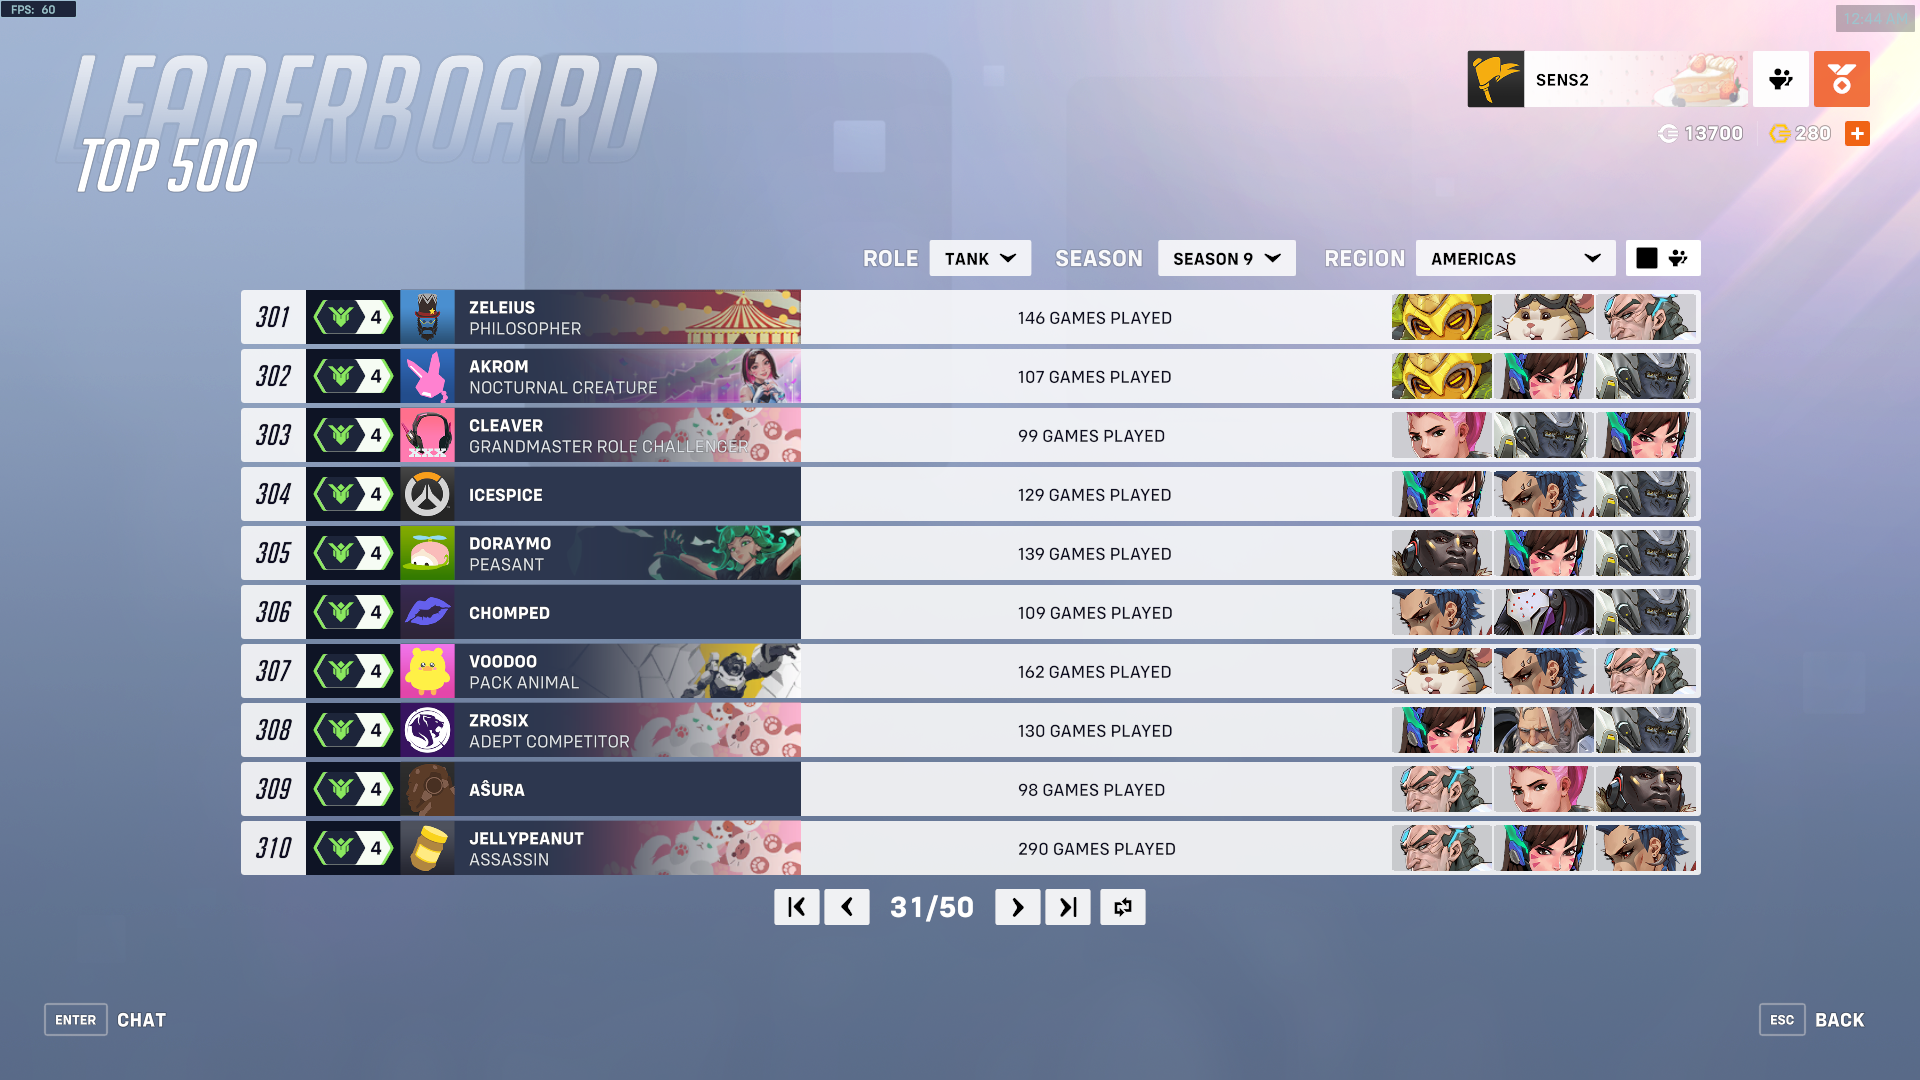 FPS: 60
12:44 AM
LEADERBOARD
TOP 500
SENS2
13700
280
ROLE TANK SEASON SEASON 9 REGION AMERICAS
301 4 ZELEIUS 146 GAMES PLAYED
PHILOSOPHER
302 4 AKROM 107 GAMES PLAYED
NOCTURNAL CREATURE
303 4 CLEAVER 99 GAMES PLAYED
GRANDMASTER ROLE CHALLENGER
XXX
304 4 ICESPICE 129 GAMES PLAYED
305 4 DORAYMO 139 GAMES PLAYED
PEASANT
306 4 CHOMPED 109 GAMES PLAYED
307 4 VOODOO 162 GAMES PLAYED
PACK ANIMAL
308 4 ZROSIX 130 GAMES PLAYED
ADEPT COMPETITOR
309 4 AŜURA 98 GAMES PLAYED
310 4 JELLYPEANUT 290 GAMES PLAYED
ASSASSIN
31/50
ENTER CHAT
ESC BACK